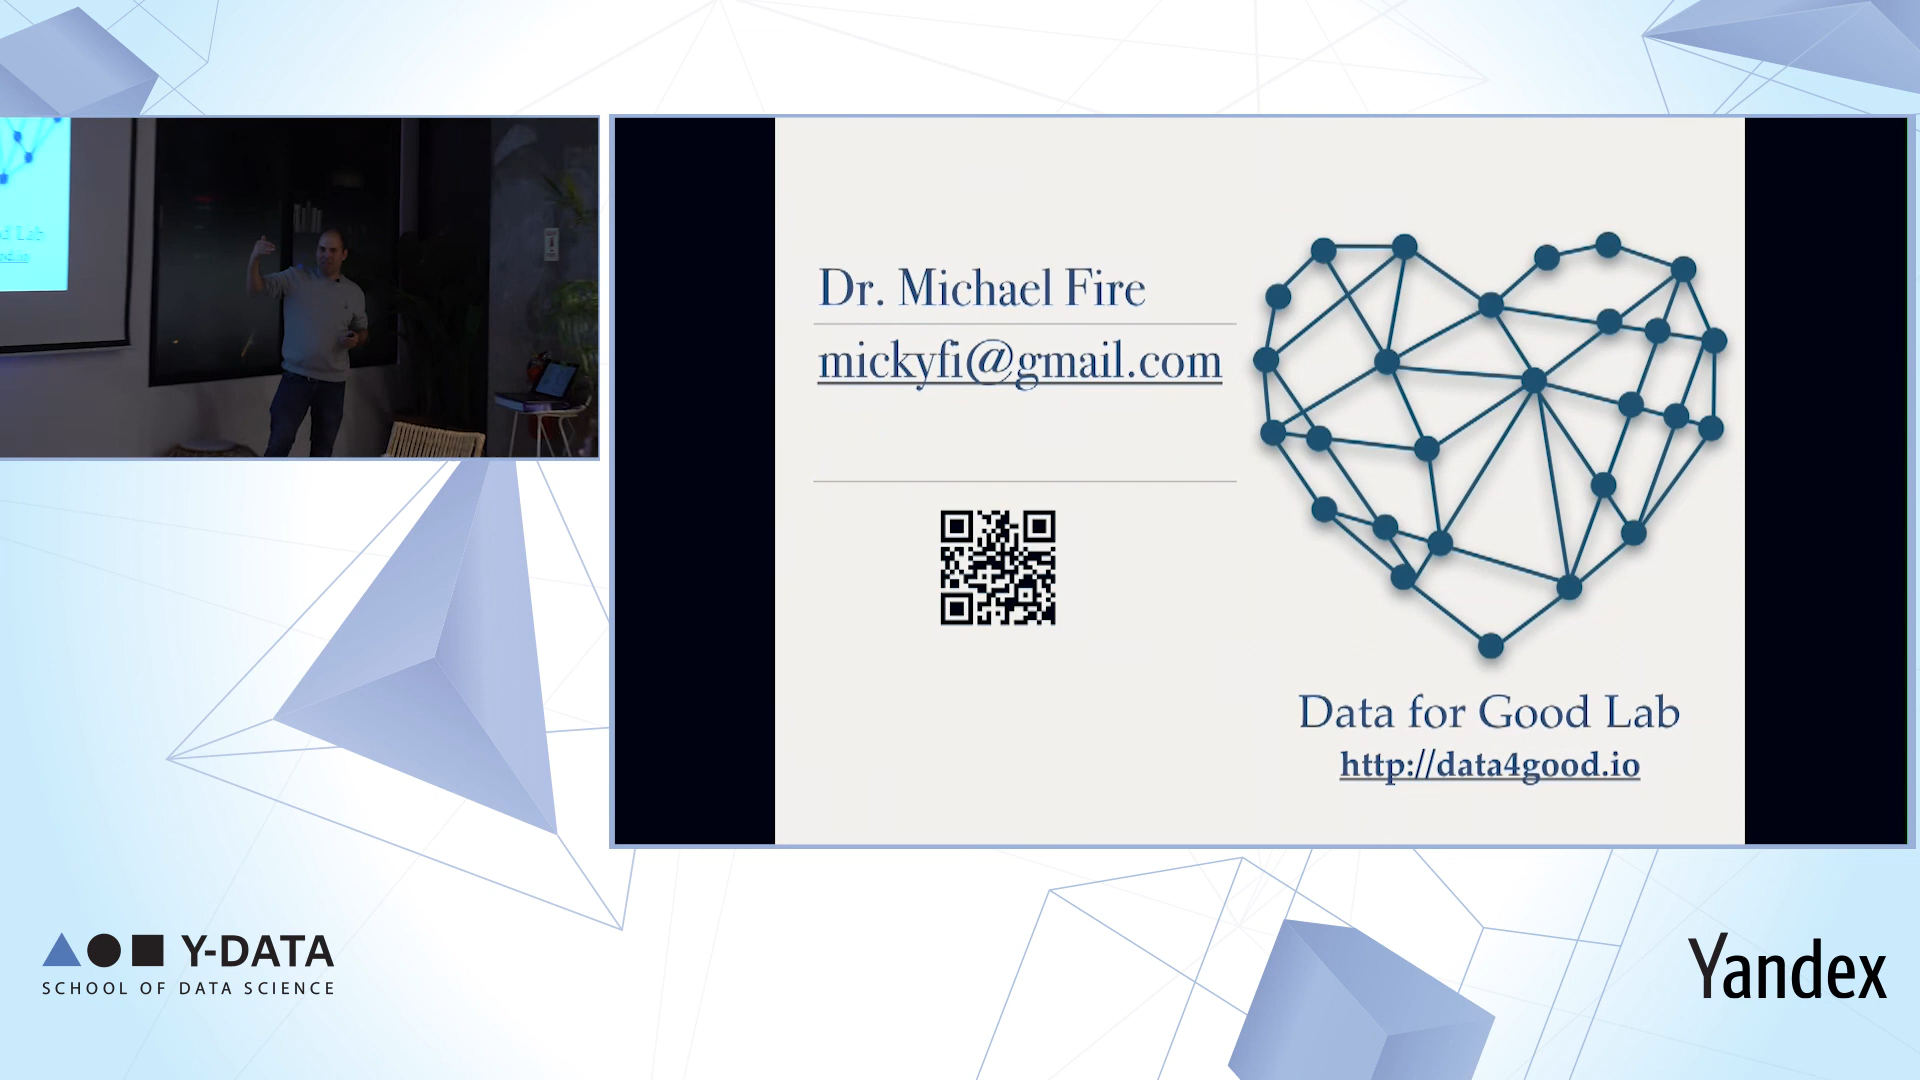 Dr. Michael Fire
mickyfi@gmail.com
Data for Good Lab
http://data4good.io
Y-DATA
SCHOOL OF DATA SCIENCE
Yandex